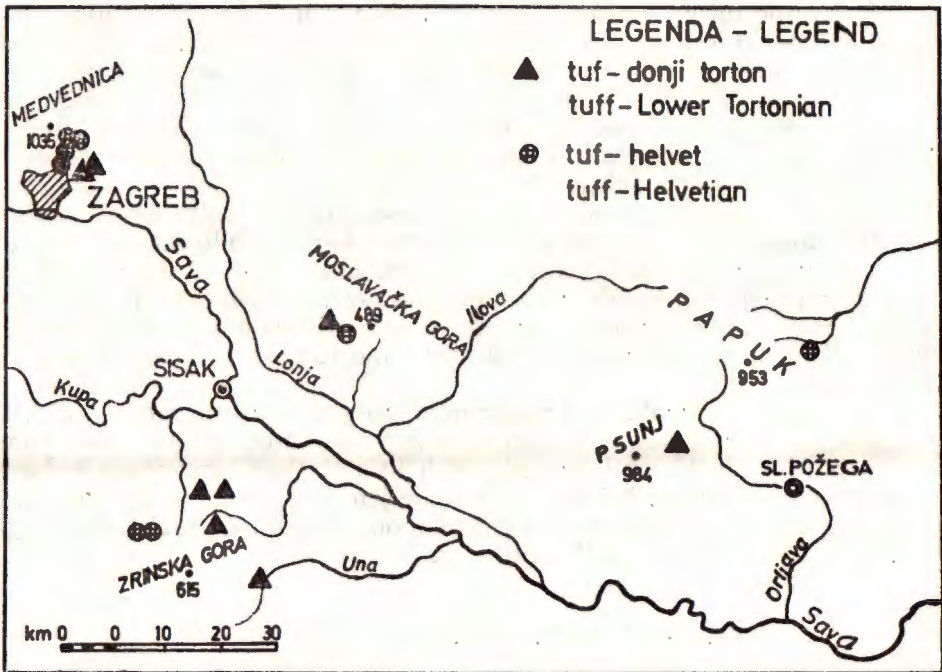 LEGENDA – LEGEND
tuf – donji torton
tuff – Lower Tortonian
tuf – helvet
tuff – Helvetian
MEDVEDNICA
1035
ZAGREB
Sava
MOSLAVAČKA GORA
489
Ilova
PAPUK
953
Lonja
SISAK
Kupa
PSUNJ
984
SL.POŽEGA
ZRINSKA GORA
615
Una
Orljava
Sava
km 0 0 10 20 30